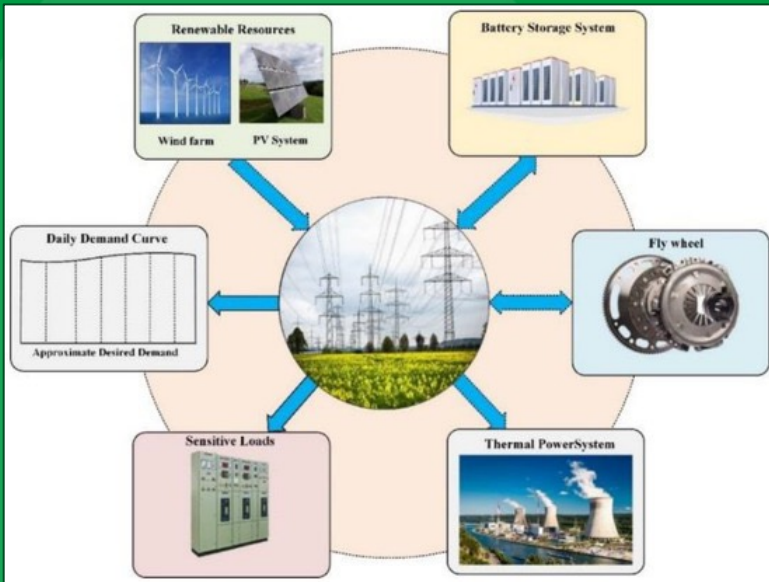 Renewable Resources
Wind farm
PV System
Battery Storage System
Daily Demand Curve
Approximate Desired Demand
Fly wheel
Sensitive Loads
Thermal PowerSystem